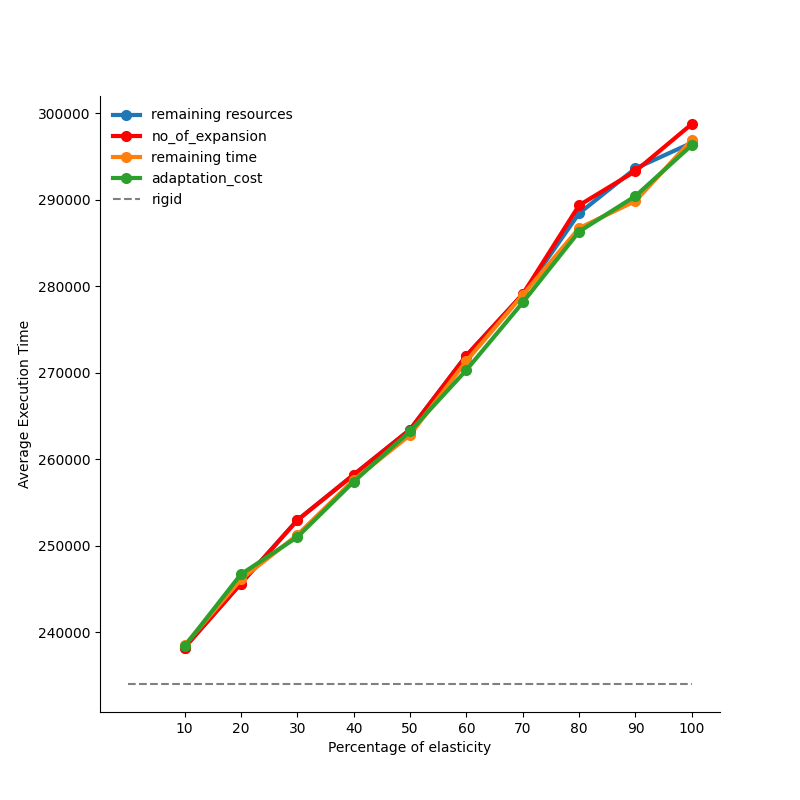 300000
290000
280000
270000
260000
250000
240000
Average Execution Time
remaining resources
no_of_expansion
remaining time
adaptation_cost
rigid
10 20 30 40 50 60 70 80 90 100
Percentage of elasticity